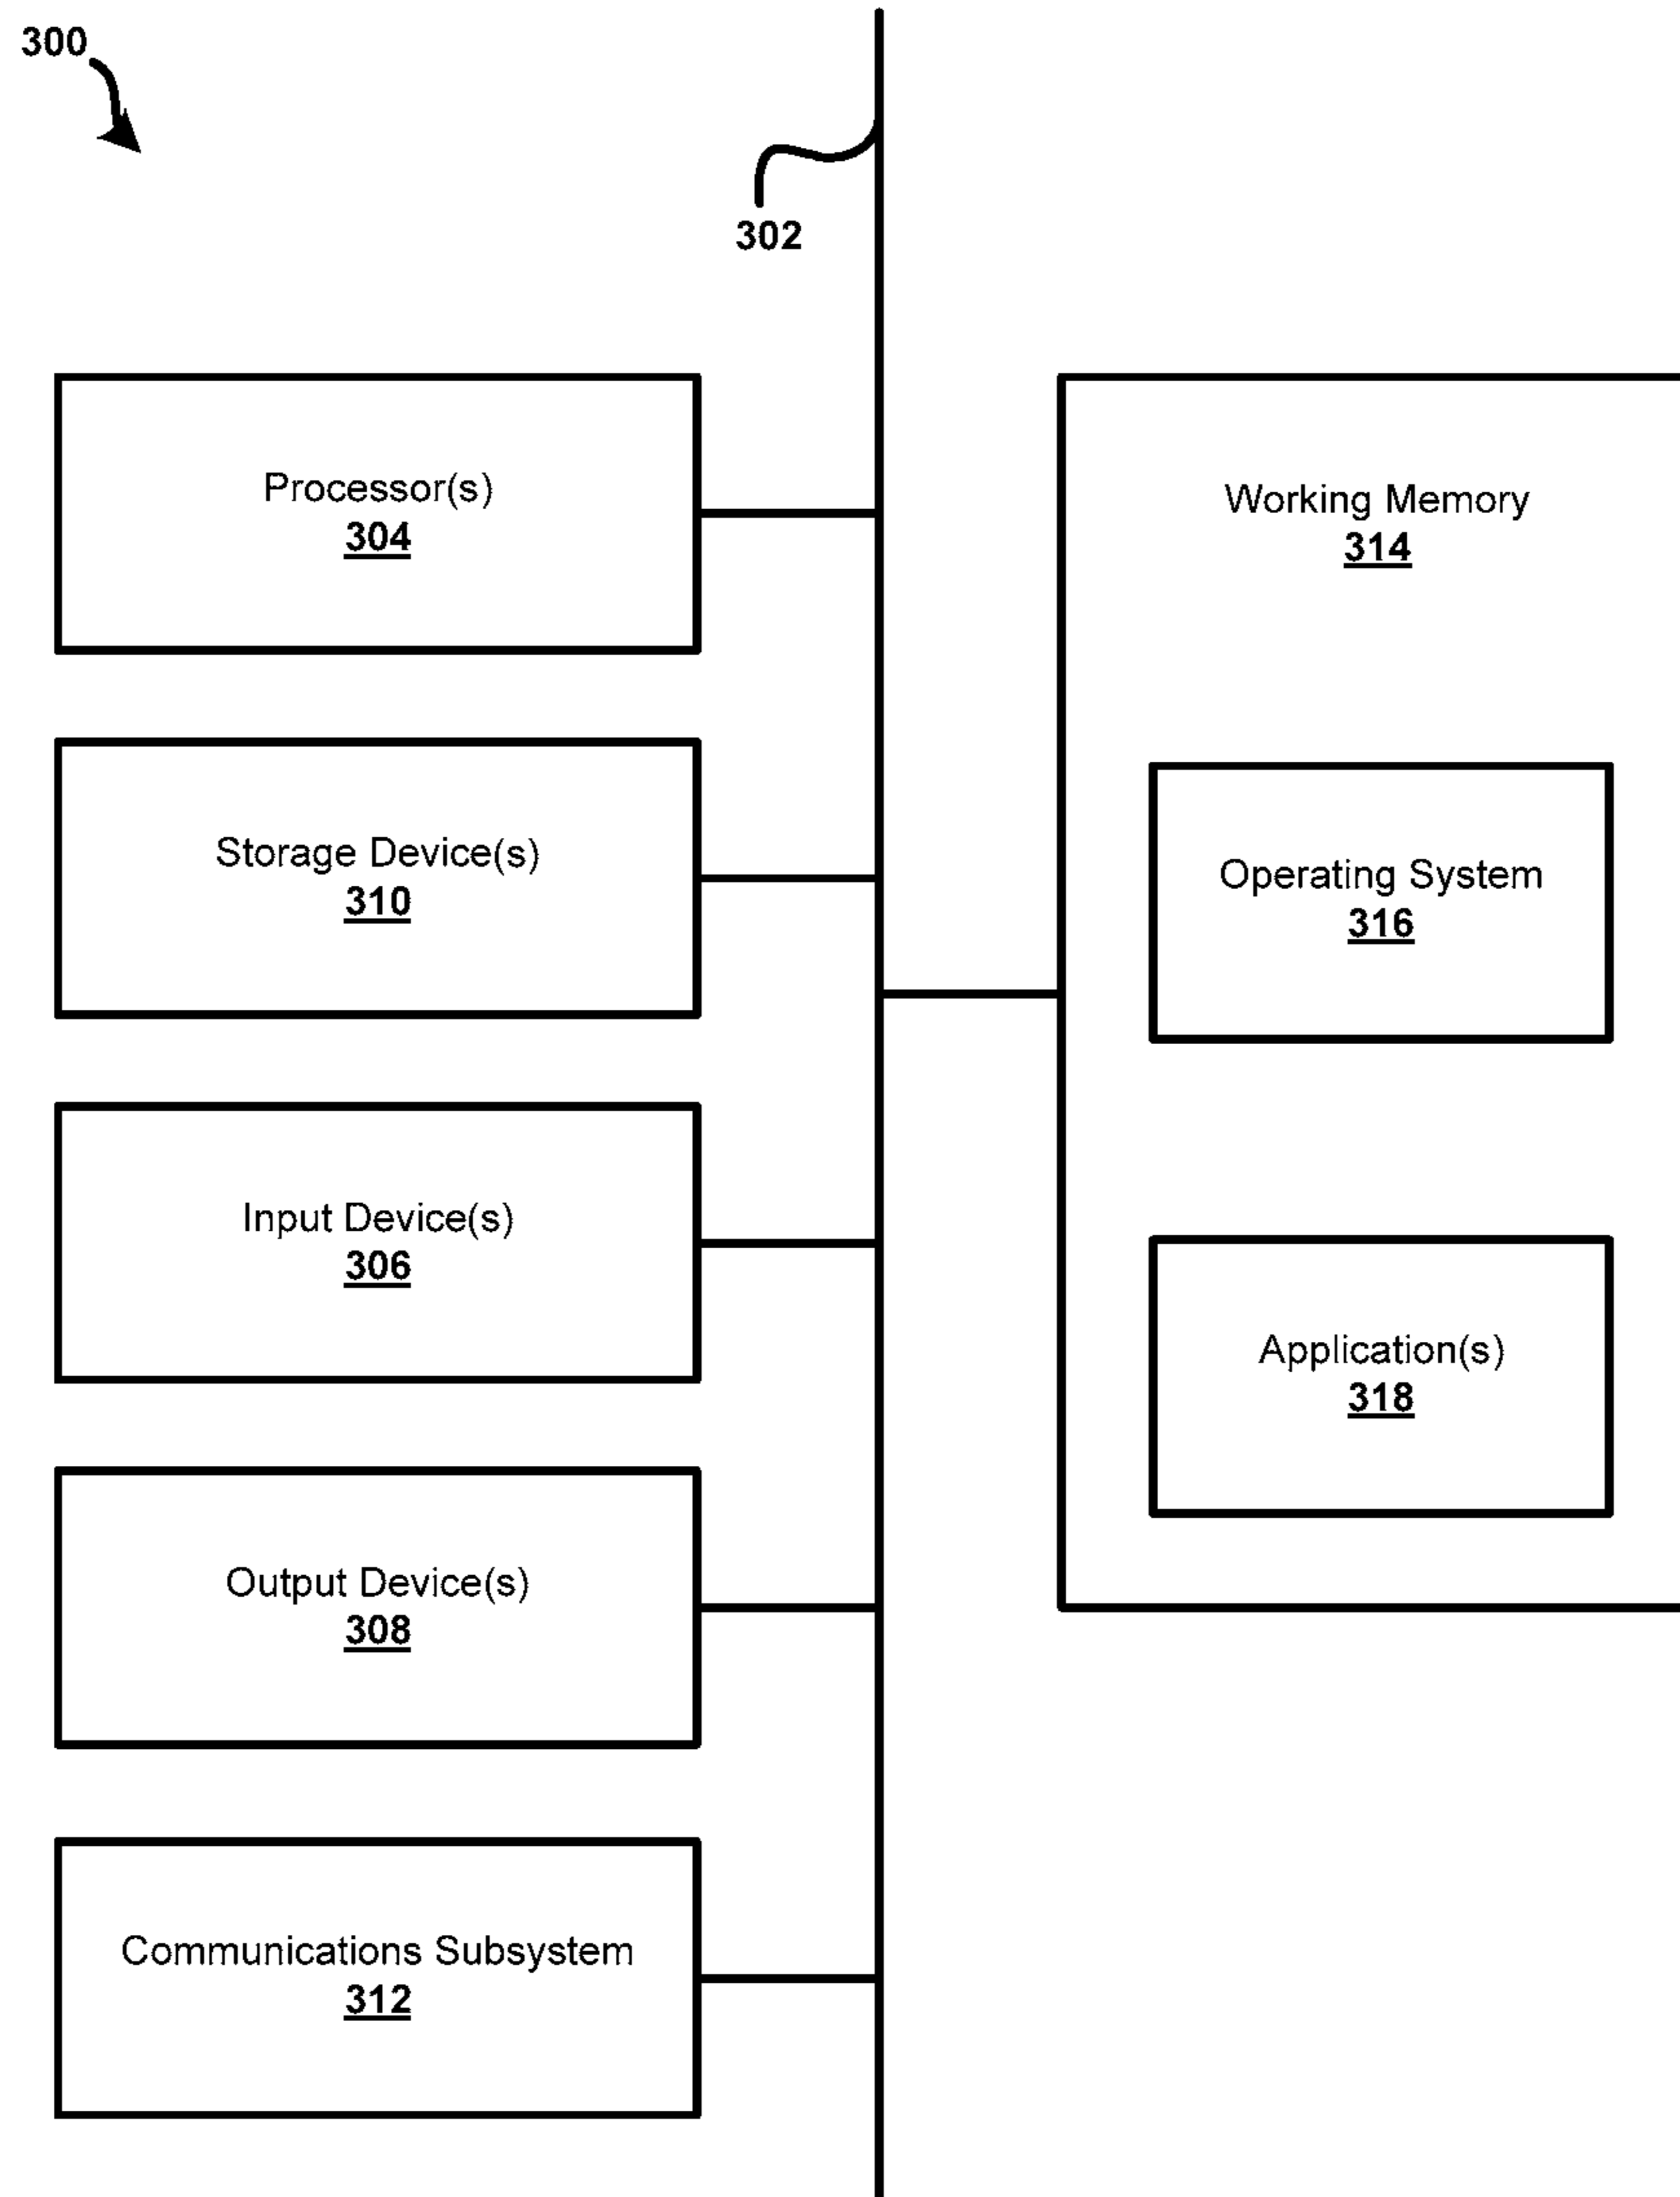 300
302
Processor(s)
304
Storage Device(s)
310
Input Device(s)
306
Output Device(s)
308
Communications Subsystem
312
Working Memory
314
Operating System
316
Application(s)
318